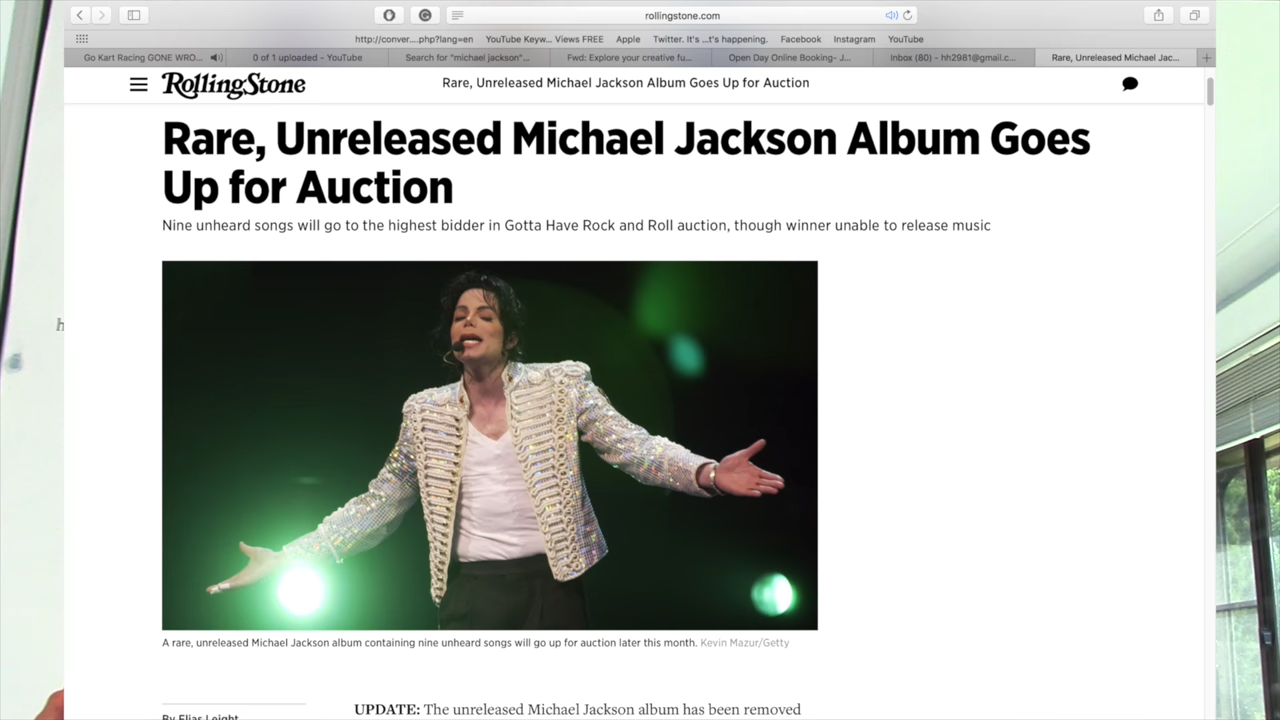 rollingstone.com
http://conver....php?lang=en YouTube Keyw... Views FREE Apple Twitter. It's ...t's happening. Facebook Instagram YouTube
Go Kart Racing GONE WRO... 0 of 1 uploaded - YouTube Search for "michael jackson"... Fwd: Explore your creative fu... Open Day Online Booking- J... Inbox (80) - hh2981@gmail.c... Rare, Unreleased Michael Jac...
RollingStone Rare, Unreleased Michael Jackson Album Goes Up for Auction
Rare, Unreleased Michael Jackson Album Goes
Up for Auction
Nine unheard songs will go to the highest bidder in Gotta Have Rock and Roll auction, though winner unable to release music
A rare, unreleased Michael Jackson album containing nine unheard songs will go up for auction later this month. Kevin Mazur/Getty
By Elias Leight
UPDATE: The unreleased Michael Jackson album has been removed